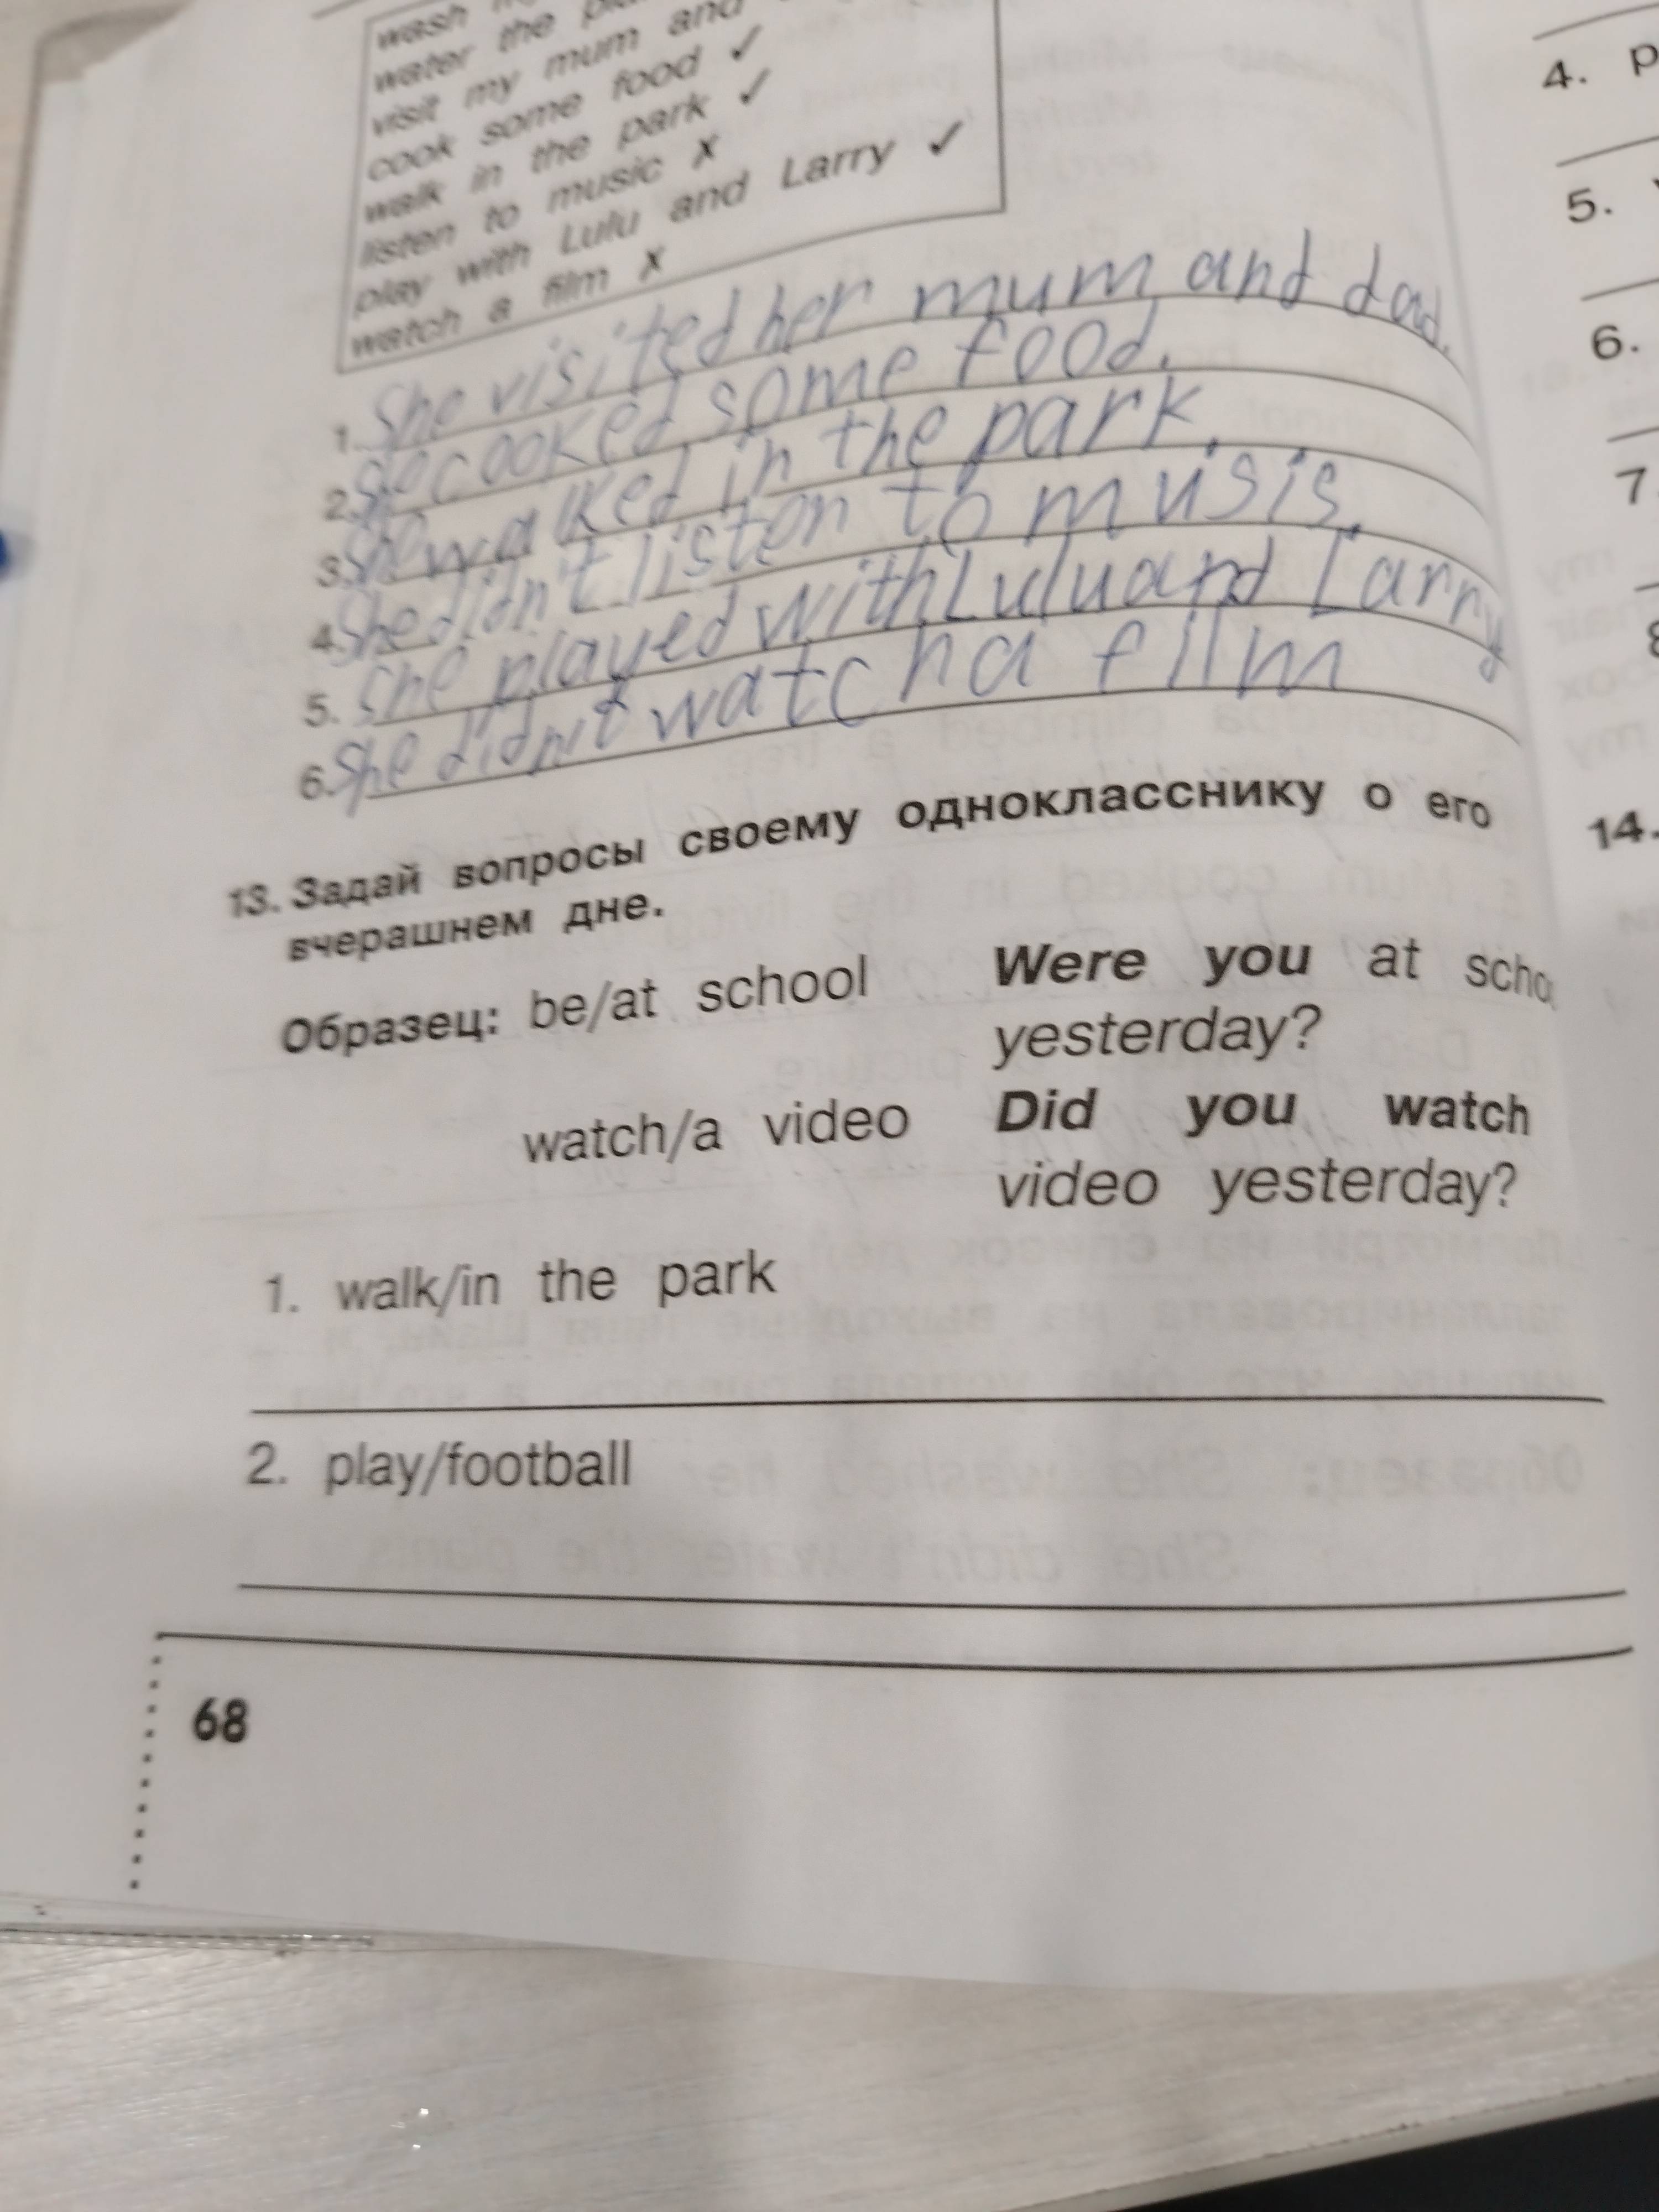 wash
water the
visit my mum and
cook some food ✓
walk in the park ✓
listen to music x
play with Lulu and Larry ✓
watch a film x
1. She visited her mum and dad.
2. She cooked some food.
3. She walked in the park.
4. She didn't listen to musis.
5. She played with Lulu and Larry
6. She didn't watch a film
13. Задай вопросы своему однокласснику о его
вчерашнем дне.
Образец: be/at school Were you at scho
yesterday?
watch/a video Did you watch
video yesterday?
1. walk/in the park
2. play/football
68
4. p
5.
6.
7
8
14.